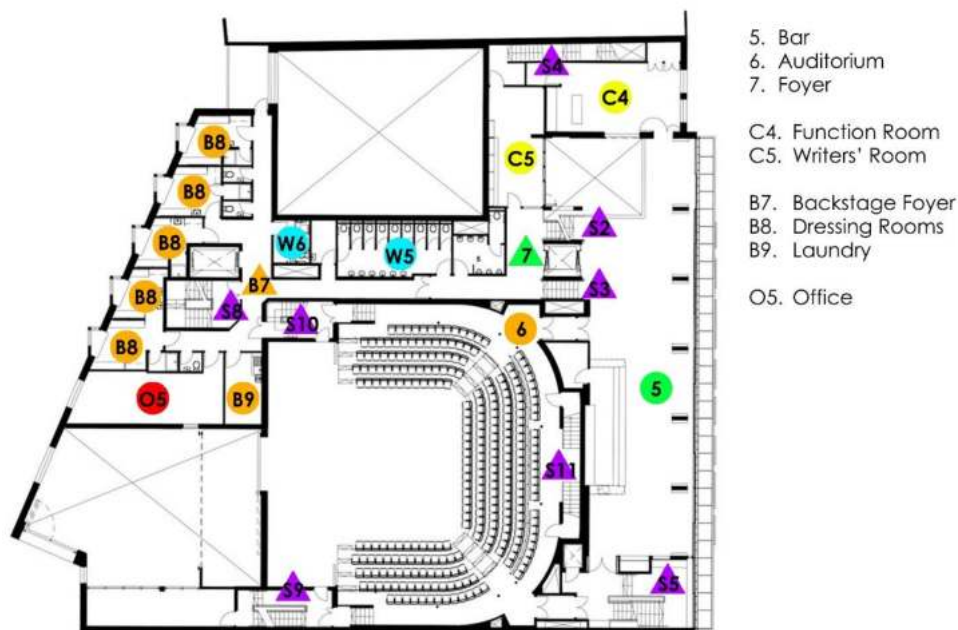 5. Bar
6. Auditorium
7. Foyer
C4. Function Room
C5. Writers' Room
B7. Backstage Foyer
B8. Dressing Rooms
B9. Laundry
O5. Office
S4
C4
B8
C5
B8
S2
W6
W5
7
B8
B7
S3
B8
S8
S10
6
B8
5
O5
B9
S11
S9
S5